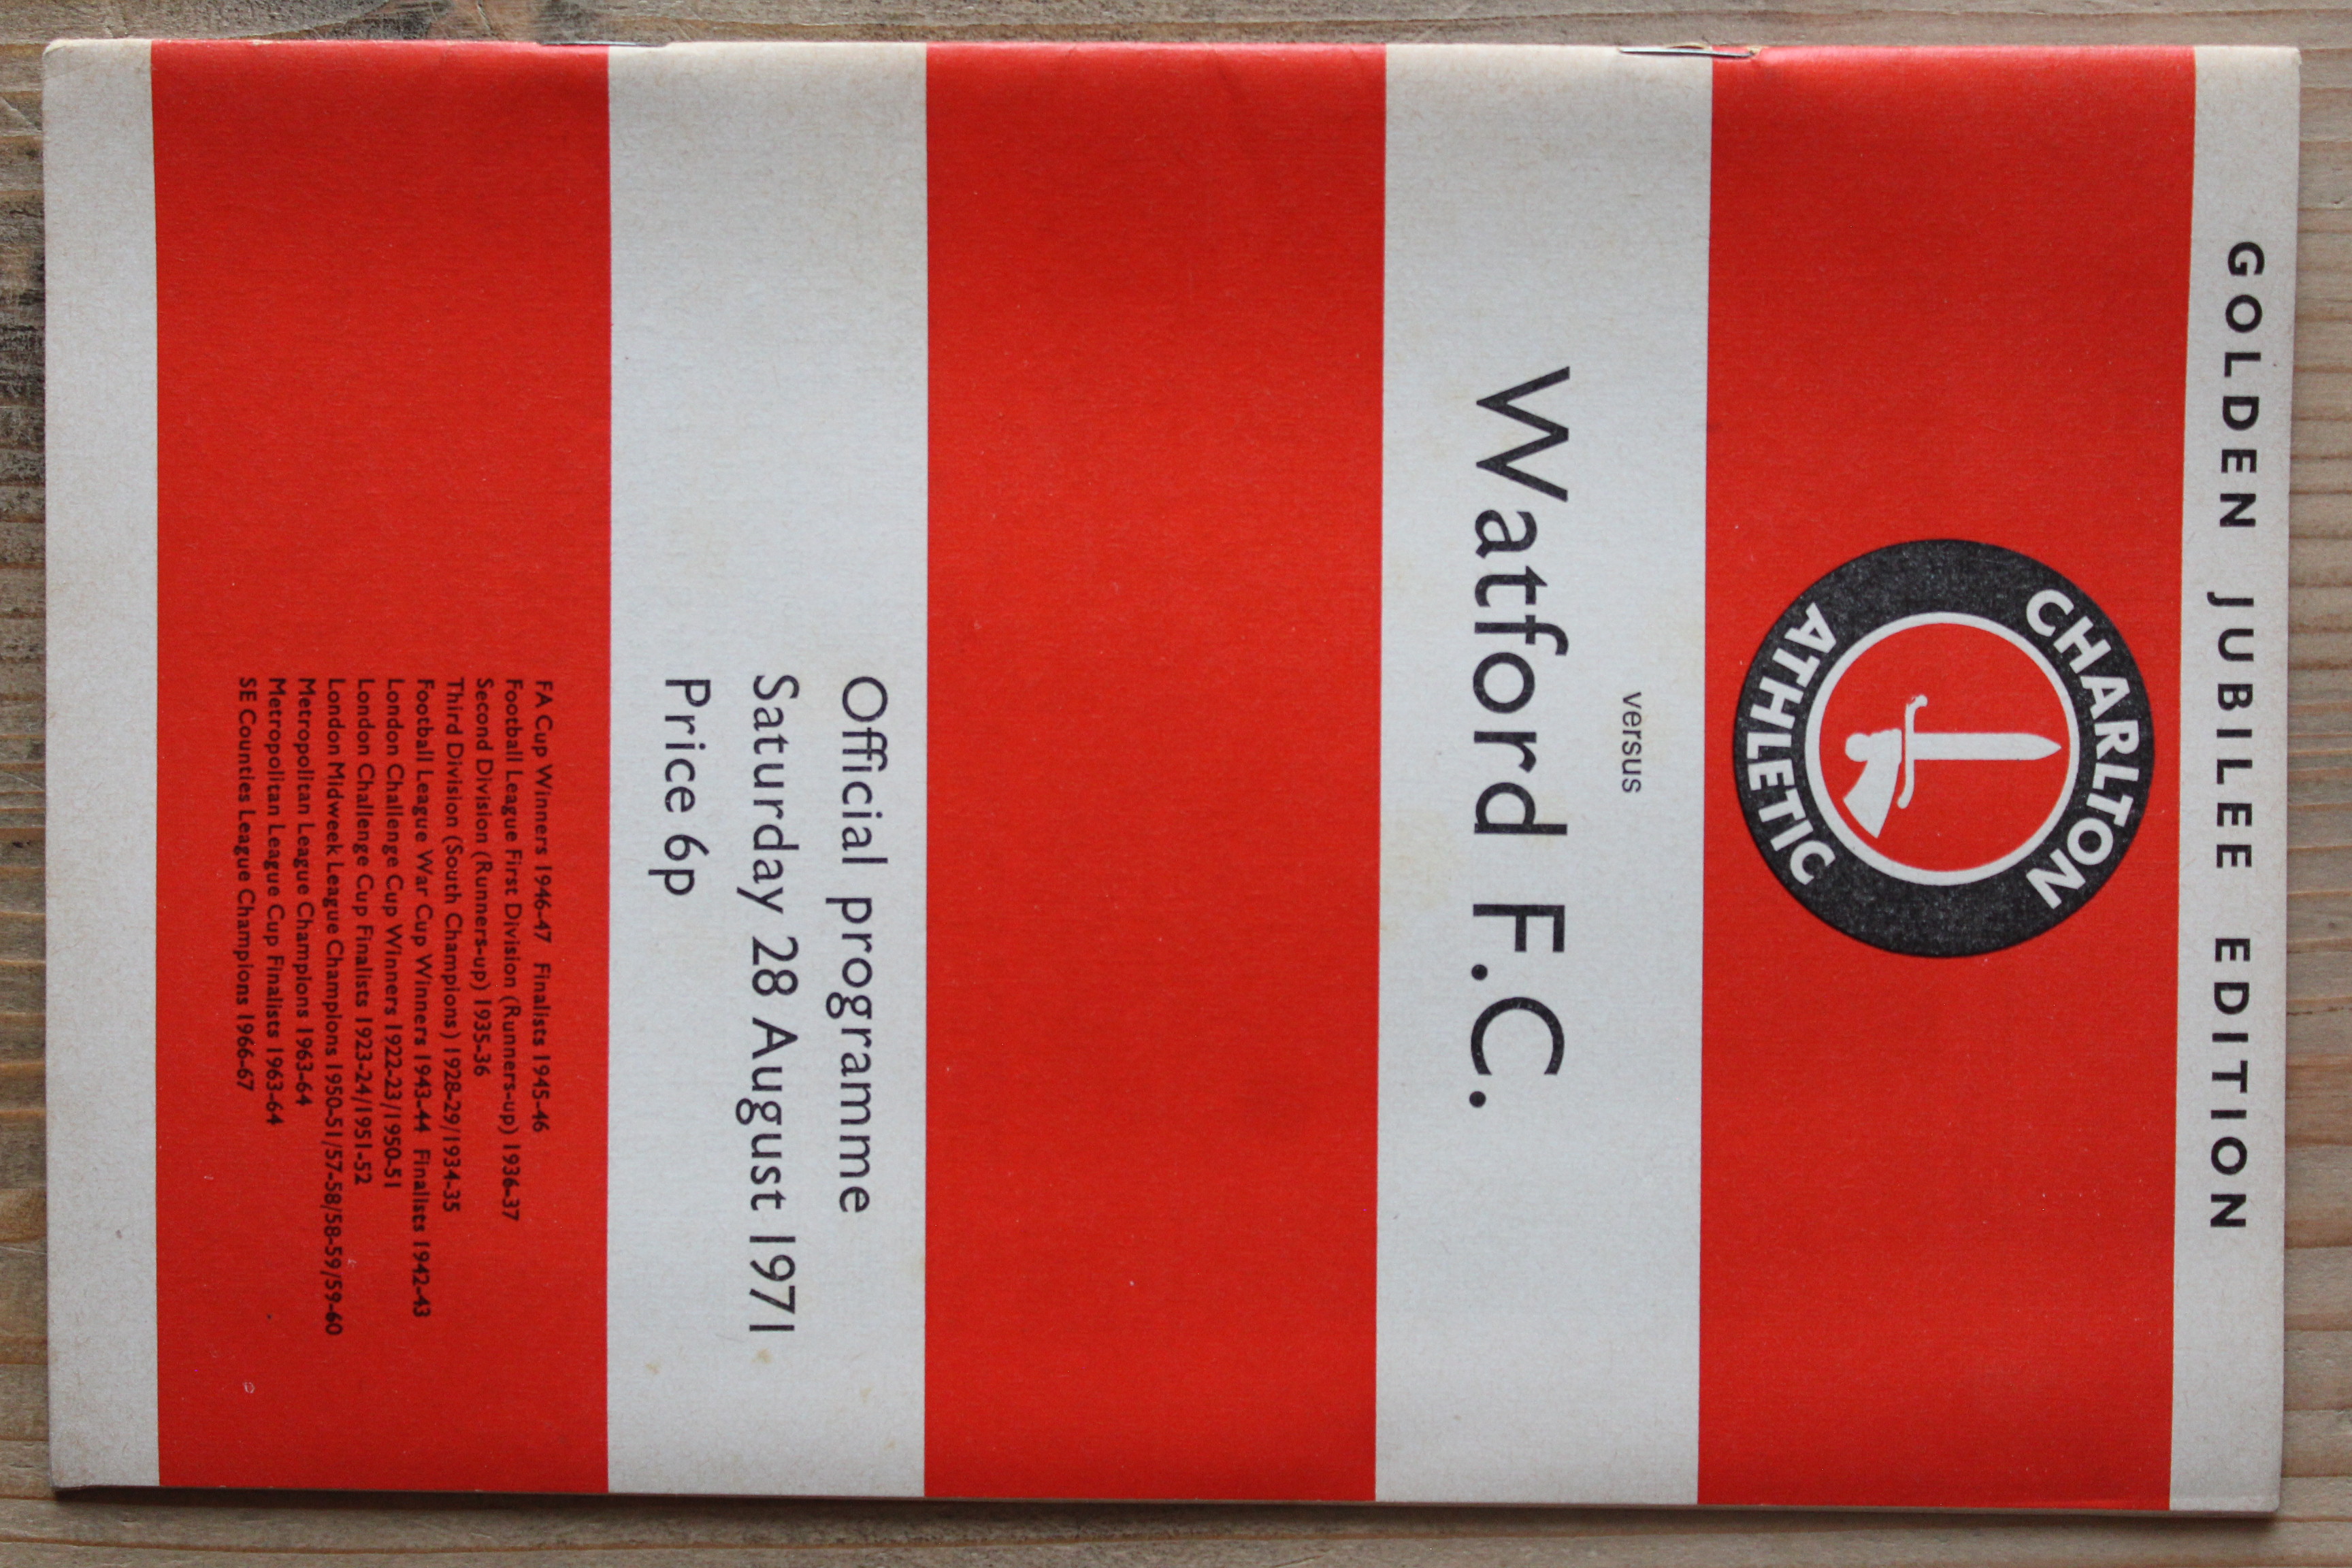 GOLDEN JUBILEE EDITION
CHARLTON
ATHLETIC
versus
Watford F.C.
Official programme
Saturday 28 August 1971
Price 6p
FA Cup Winners 1946-47 Finalists 1945-46
Football League First Division (Runners-up) 1936-37
Second Division (Runners-up) 1935-36
Third Division (South Champions) 1928-29/1934-35
Football League War Cup Winners 1943-44 Finalists 1942-43
London Challenge Cup Winners 1922-23/1950-51
London Challenge Cup Finalists 1923-24/1951-52
London Midweek League Champions 1950-51/57-58/58-59/59-60
Metropolitan League Champions 1963-64
Metropolitan League Cup Finalists 1963-64
SE Counties League Champions 1966-67